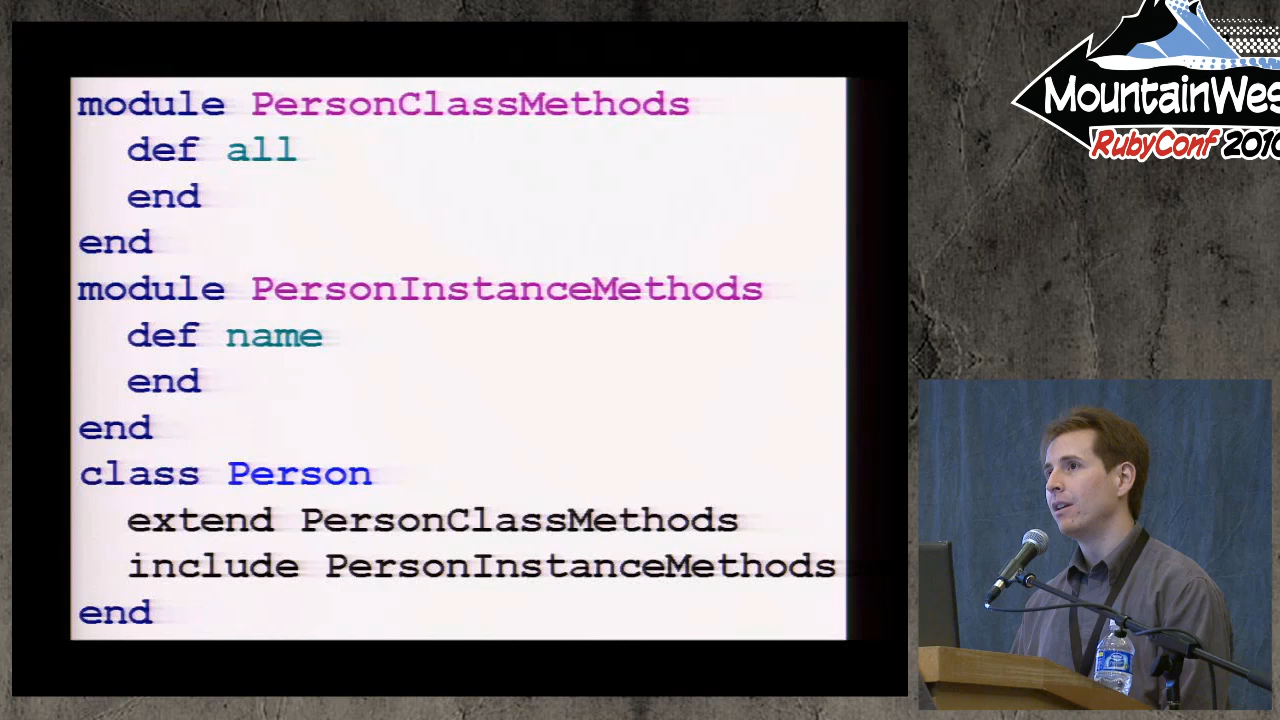 module PersonClassMethods
  def all
  end
end
module PersonInstanceMethods
  def name
  end
end
class Person
  extend PersonClassMethods
  include PersonInstanceMethods
end
MountainWes
RubyConf 2010